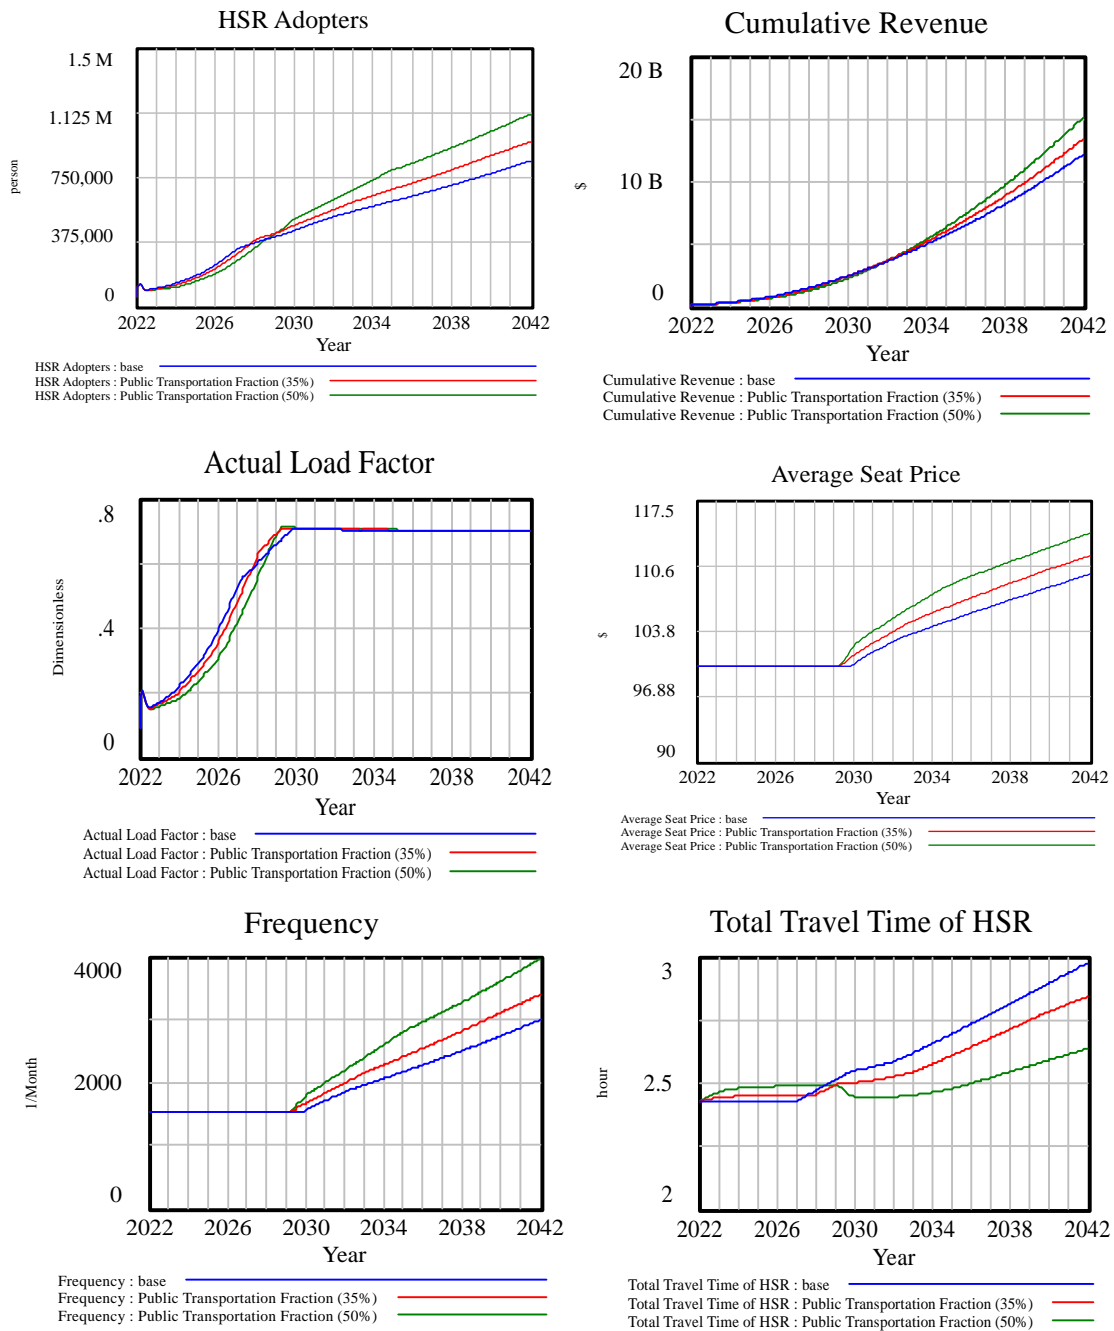 HSR Adopters
1.5 M
1.125 M
750,000
375,000
0
person
2022 2026 2030 2034 2038 2042
Year
HSR Adopters : base
HSR Adopters : Public Transportation Fraction (35%)
HSR Adopters : Public Transportation Fraction (50%)
Cumulative Revenue
20 B
10 B
0
$
2022 2026 2030 2034 2038 2042
Year
Cumulative Revenue : base
Cumulative Revenue : Public Transportation Fraction (35%)
Cumulative Revenue : Public Transportation Fraction (50%)
Actual Load Factor
.8
.4
0
Dimensionless
2022 2026 2030 2034 2038 2042
Year
Actual Load Factor : base
Actual Load Factor : Public Transportation Fraction (35%)
Actual Load Factor : Public Transportation Fraction (50%)
Average Seat Price
117.5
110.6
103.8
96.88
90
$
2022 2026 2030 2034 2038 2042
Year
Average Seat Price : base
Average Seat Price : Public Transportation Fraction (35%)
Average Seat Price : Public Transportation Fraction (50%)
Frequency
4000
2000
0
1/Month
2022 2026 2030 2034 2038 2042
Year
Frequency : base
Frequency : Public Transportation Fraction (35%)
Frequency : Public Transportation Fraction (50%)
Total Travel Time of HSR
3
2.5
2
hour
2022 2026 2030 2034 2038 2042
Year
Total Travel Time of HSR : base
Total Travel Time of HSR : Public Transportation Fraction (35%)
Total Travel Time of HSR : Public Transportation Fraction (50%)